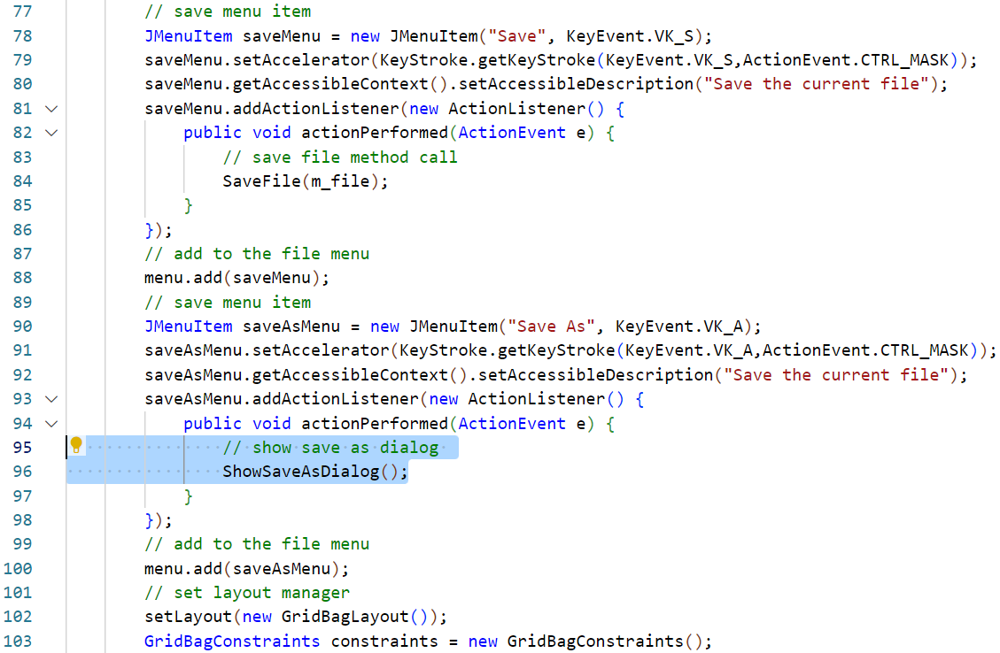 77 // save menu item
78 JMenuItem saveMenu = new JMenuItem("Save", KeyEvent.VK_S);
79 saveMenu.setAccelerator(KeyStroke.getKeyStroke(KeyEvent.VK_S,ActionEvent.CTRL_MASK));
80 saveMenu.getAccessibleContext().setAccessibleDescription("Save the current file");
81 saveMenu.addActionListener(new ActionListener() {
82 public void actionPerformed(ActionEvent e) {
83 // save file method call
84 SaveFile(m_file);
85 }
86 });
87 // add to the file menu
88 menu.add(saveMenu);
89 // save menu item
90 JMenuItem saveAsMenu = new JMenuItem("Save As", KeyEvent.VK_A);
91 saveAsMenu.setAccelerator(KeyStroke.getKeyStroke(KeyEvent.VK_A,ActionEvent.CTRL_MASK));
92 saveAsMenu.getAccessibleContext().setAccessibleDescription("Save the current file");
93 saveAsMenu.addActionListener(new ActionListener() {
94 public void actionPerformed(ActionEvent e) {
95 // show save as dialog
96 ShowSaveAsDialog();
97 }
98 });
99 // add to the file menu
100 menu.add(saveAsMenu);
101 // set layout manager
102 setLayout(new GridBagLayout());
103 GridBagConstraints constraints = new GridBagConstraints();